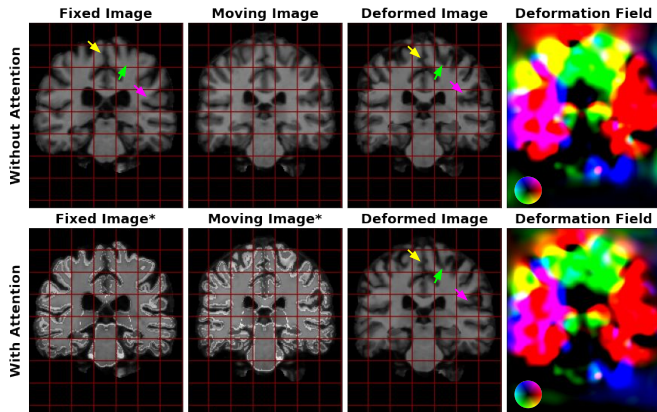 Fixed Image Moving Image Deformed Image Deformation Field
Without Attention
Fixed Image* Moving Image* Deformed Image Deformation Field
With Attention